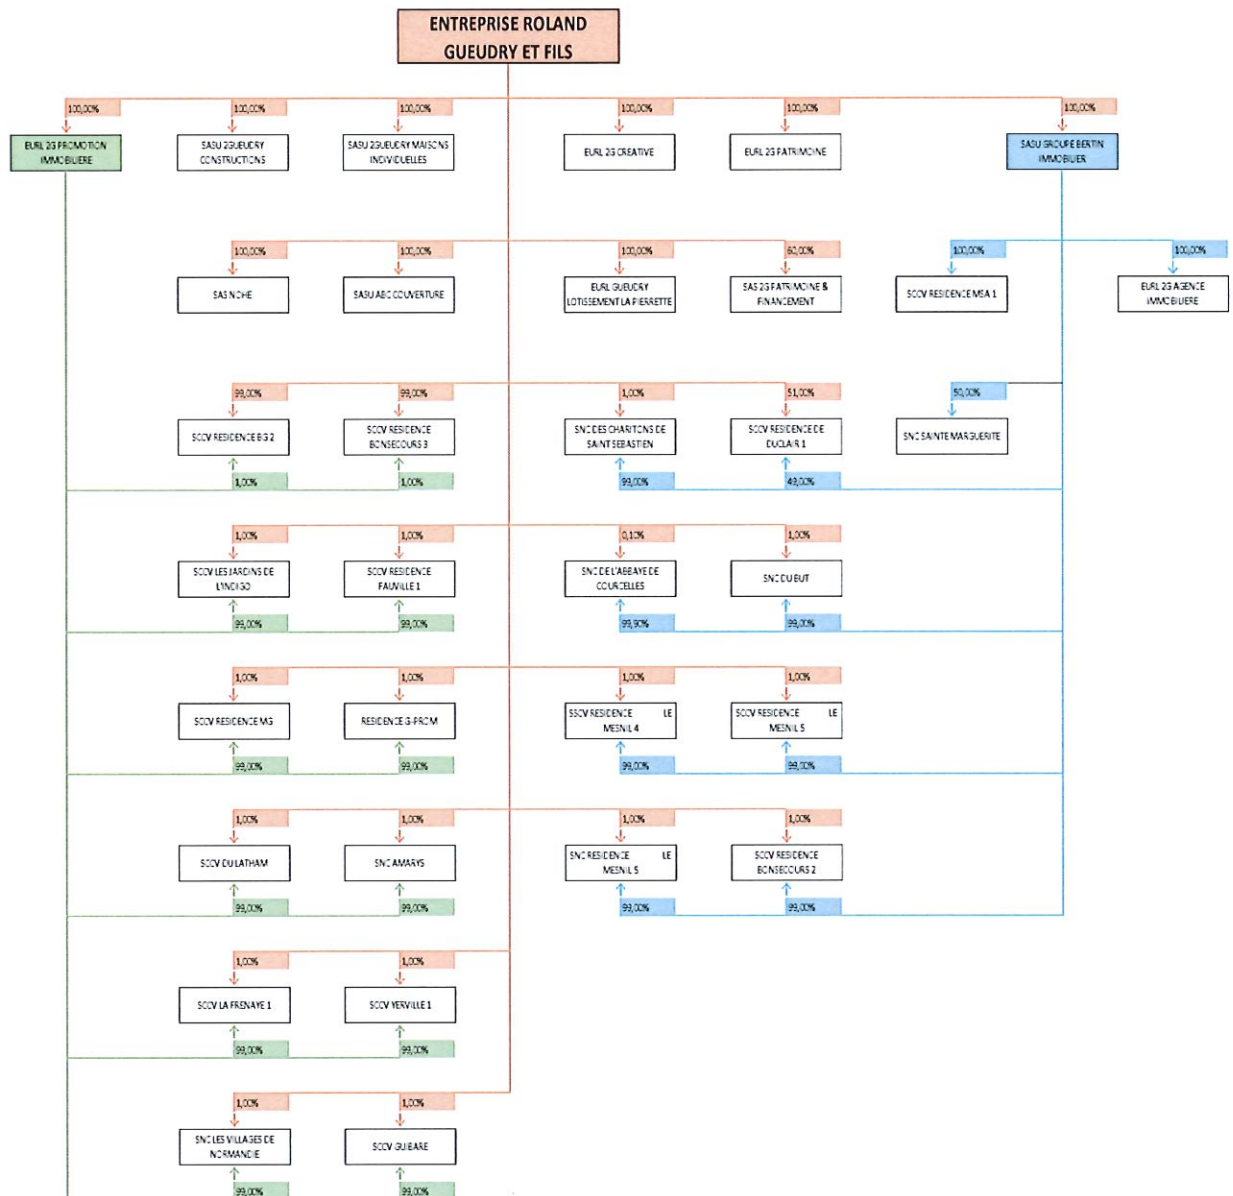 ENTREPRISE ROLAND
GUEUDRY ET FILS
100,00%
100,00%
100,00%
100,00%
100,00%
100,00%
EURL 2G PROMOTION
IMMOBILIERE
SASU 2GUEUDRY
CONSTRUCTIONS
SASU 2GUEUDRY MAISONS
INDIVIDUELLES
EURL 2G CREATIVE
EURL 2G PATRIMOINE
SASU GROUPE BERTIN
IMMOBILIER
100,00%
100,00%
100,00%
60,00%
100,00%
100,00%
SAS NOHE
SASU ABC COUVERTURE
EURL GUEUDRY
LOTISSEMENT LA PIERRETTE
SAS 2G PATRIMOINE &
FINANCEMENT
SCCV RESIDENCE MSA 1
EURL 2G AGENCE
IMMOBILIERE
99,00%
99,00%
1,00%
51,00%
50,00%
SCCV RESIDENCE BG 2
SCCV RESIDENCE
BONSECOURS 3
SNC DES CHARITONS DE
SAINT SEBASTIEN
SCCV RESIDENCE DE
DUCLAIR 1
SNC SAINTE MARGUERITE
1,00%
1,00%
99,00%
49,00%
1,00%
1,00%
0,10%
1,00%
SCCV LES JARDINS DE
L'INDIGO
SCCV RESIDENCE
FAUVILLE 1
SNC DE L'ABBAYE DE
COURCELLES
SNC DU BUT
99,00%
99,00%
99,90%
99,00%
1,00%
1,00%
1,00%
1,00%
SCCV RESIDENCE MG
RESIDENCE G-PROM
SSCV RESIDENCE LE
MESNIL 4
SCCV RESIDENCE LE
MESNIL 5
99,00%
99,00%
99,00%
99,00%
1,00%
1,00%
1,00%
1,00%
SCCV DU LATHAM
SNC AMARYS
SNC RESIDENCE LE
MESNIL 5
SCCV RESIDENCE
BONSECOURS 2
99,00%
99,00%
99,00%
99,00%
1,00%
1,00%
SCCV LA FRENAYE 1
SCCV YERVILLE 1
99,00%
99,00%
1,00%
1,00%
SNC LES VILLAGES DE
NORMANDIE
SCCV GUIBARE
99,00%
99,00%